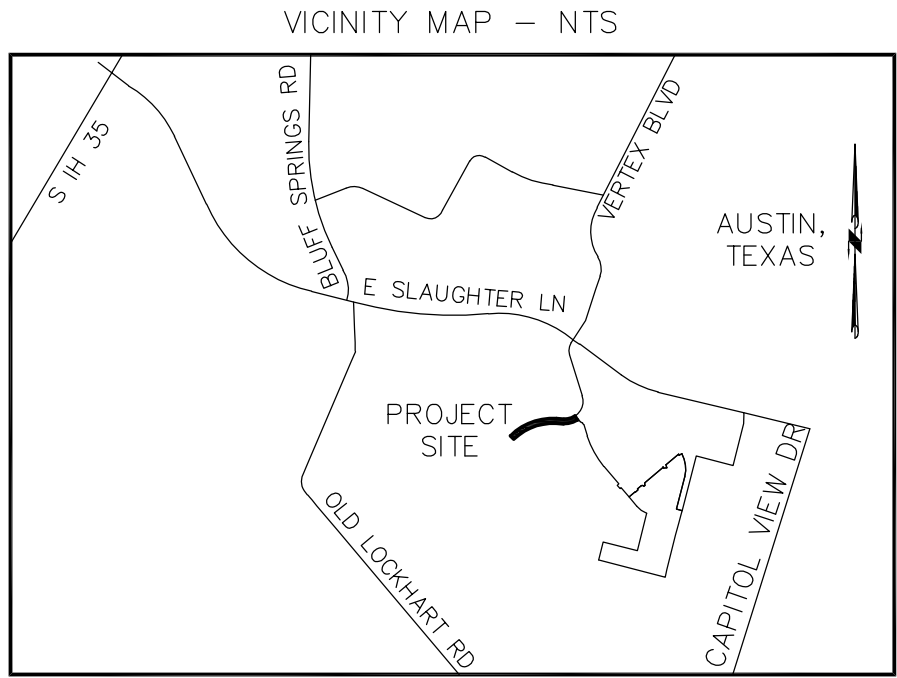 VICINITY MAP – NTS
S IH 35
BLUFF SPRINGS RD
VERTEX BLVD
AUSTIN,
TEXAS
N
E SLAUGHTER LN
PROJECT
SITE
OLD LOCKHART RD
CAPITOL VIEW DR